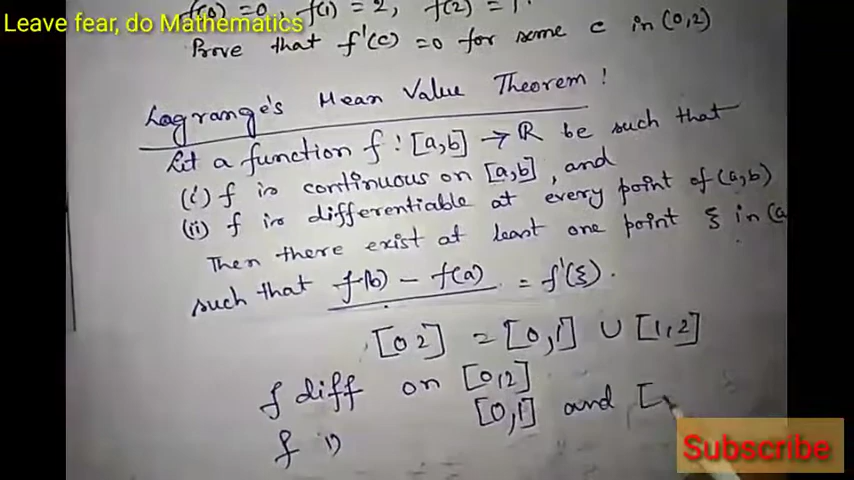 f(0) = 0, f(1) = 2, f(2) = 1.
Leave fear, do Mathematics
Prove that f'(c) = 0 for some c in (0,2)
Lagrange's Mean Value Theorem!
Let a function f : [a,b] → ℝ be such that
(i) f is continuous on [a,b], and
(ii) f is differentiable at every point of (a,b)
Then there exist at least one point ξ in (a
such that f(b) - f(a) = f'(ξ).
[0 2] = [0,1] ∪ [1,2]
f diff on [0,2]
f is [0,1] and [
Subscribe